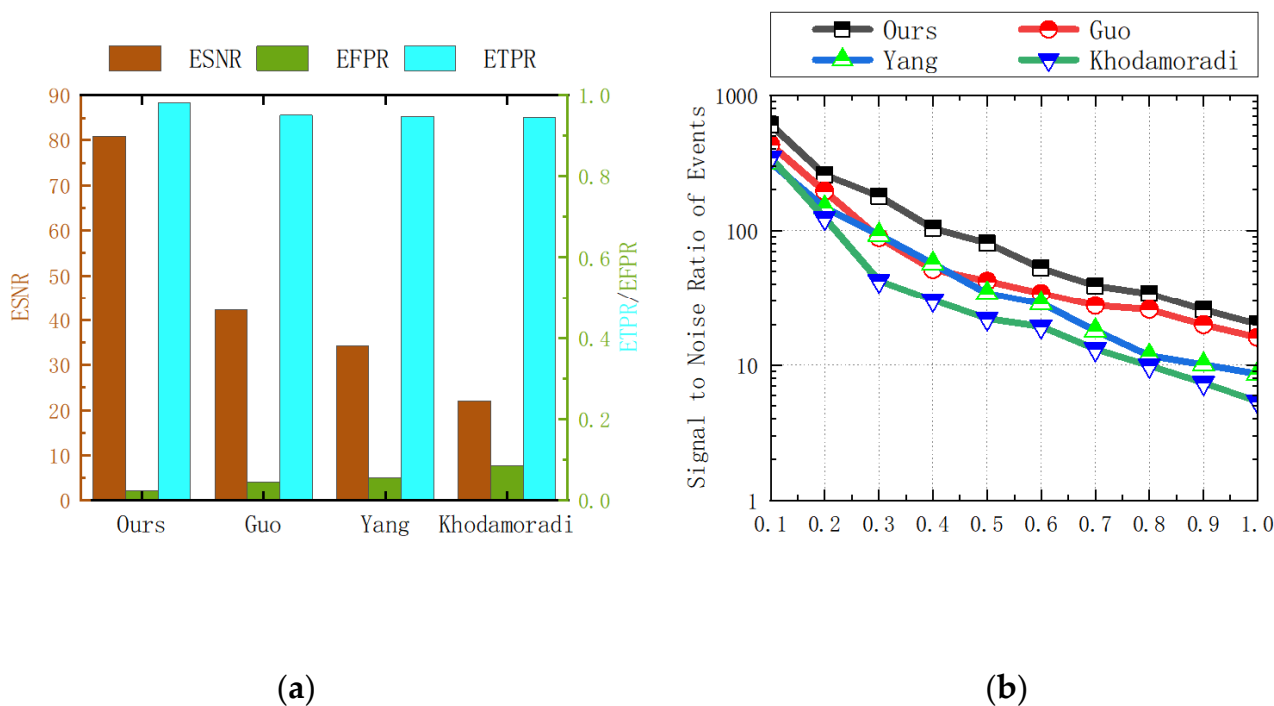 ESNR EFPR ETPR
90
80
70
60
50
40
30
20
10
0
ESNR
1.0
0.8
0.6
0.4
0.2
0.0
ETPR/EFPR
Ours Guo Yang Khodamoradi
(a)
Ours Guo
Yang Khodamoradi
1000
100
10
1
Signal to Noise Ratio of Events
0.1 0.2 0.3 0.4 0.5 0.6 0.7 0.8 0.9 1.0
(b)